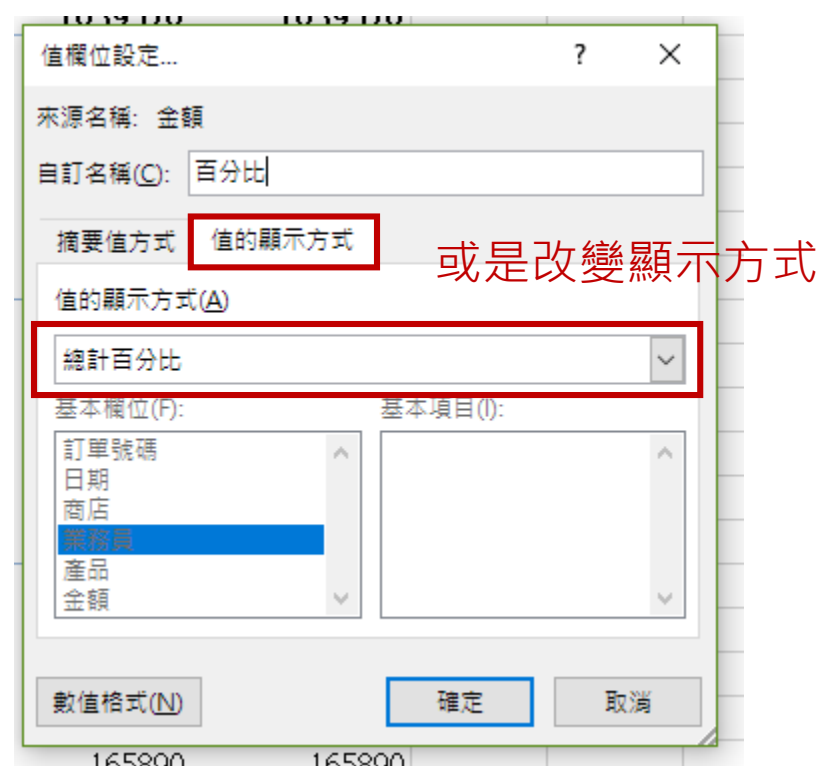 值欄位設定... ? ×
來源名稱: 金額
自訂名稱(C): 百分比
摘要值方式 值的顯示方式
或是改變顯示方式
值的顯示方式(A)
總計百分比
基本欄位(F): 基本項目(I):
訂單號碼
日期
商店
業務員
產品
金額
數值格式(N) 確定 取消
165890 165890